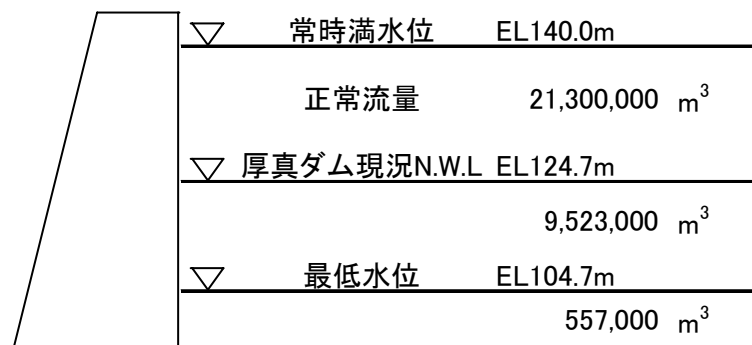 常時満水位 EL140.0m
正常流量 21,300,000 m³
厚真ダム現況N.W.L EL124.7m
9,523,000 m³
最低水位 EL104.7m
557,000 m³